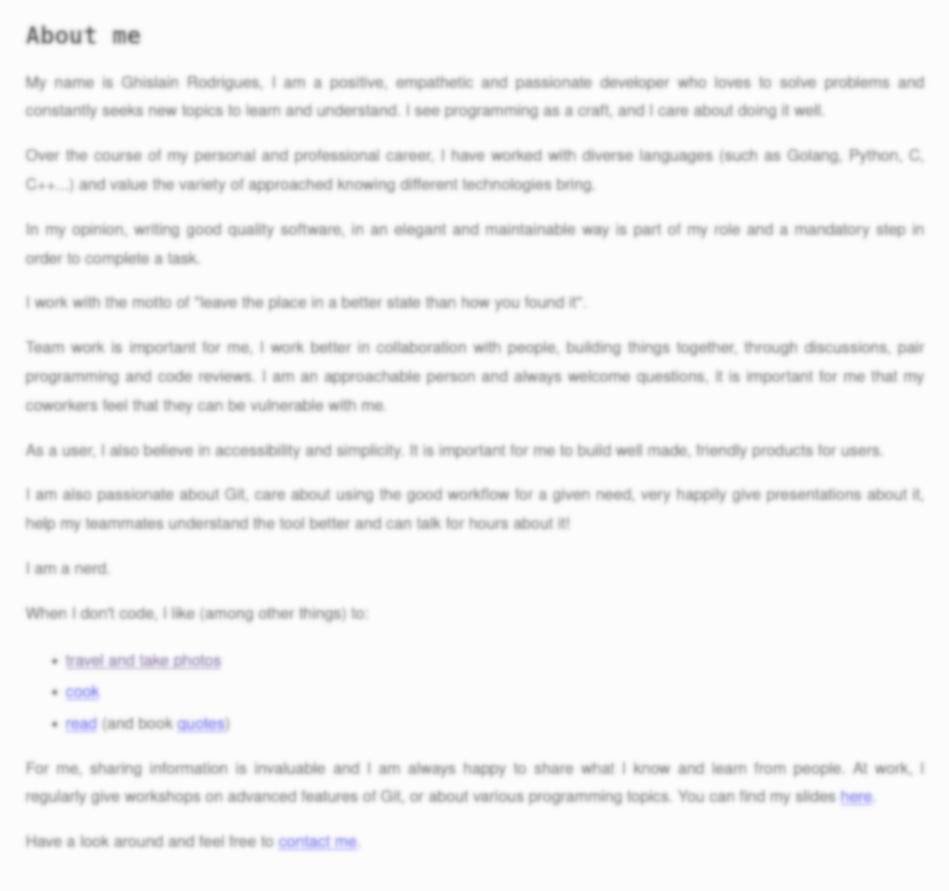 About me
My name is Ghislain Rodrigues, I am a positive, empathetic and passionate developer who loves to solve problems and
constantly seeks new topics to learn and understand. I see programming as a craft, and I care about doing it well.
Over the course of my personal and professional career, I have worked with diverse languages (such as Golang, Python, C,
C++...) and value the variety of approached knowing different technologies bring.
In my opinion, writing good quality software, in an elegant and maintainable way is part of my role and a mandatory step in
order to complete a task.
I work with the motto of "leave the place in a better state than how you found it".
Team work is important for me, I work better in collaboration with people, building things together, through discussions, pair
programming and code reviews. I am an approachable person and always welcome questions, it is important for me that my
coworkers feel that they can be vulnerable with me.
As a user, I also believe in accessibility and simplicity. It is important for me to build well made, friendly products for users.
I am also passionate about Git, care about using the good workflow for a given need, very happily give presentations about it,
help my teammates understand the tool better and can talk for hours about it!
I am a nerd.
When I don't code, I like (among other things) to:
• travel and take photos
• cook
• read (and book quotes)
For me, sharing information is invaluable and I am always happy to share what I know and learn from people. At work, I
regularly give workshops on advanced features of Git, or about various programming topics. You can find my slides here.
Have a look around and feel free to contact me.